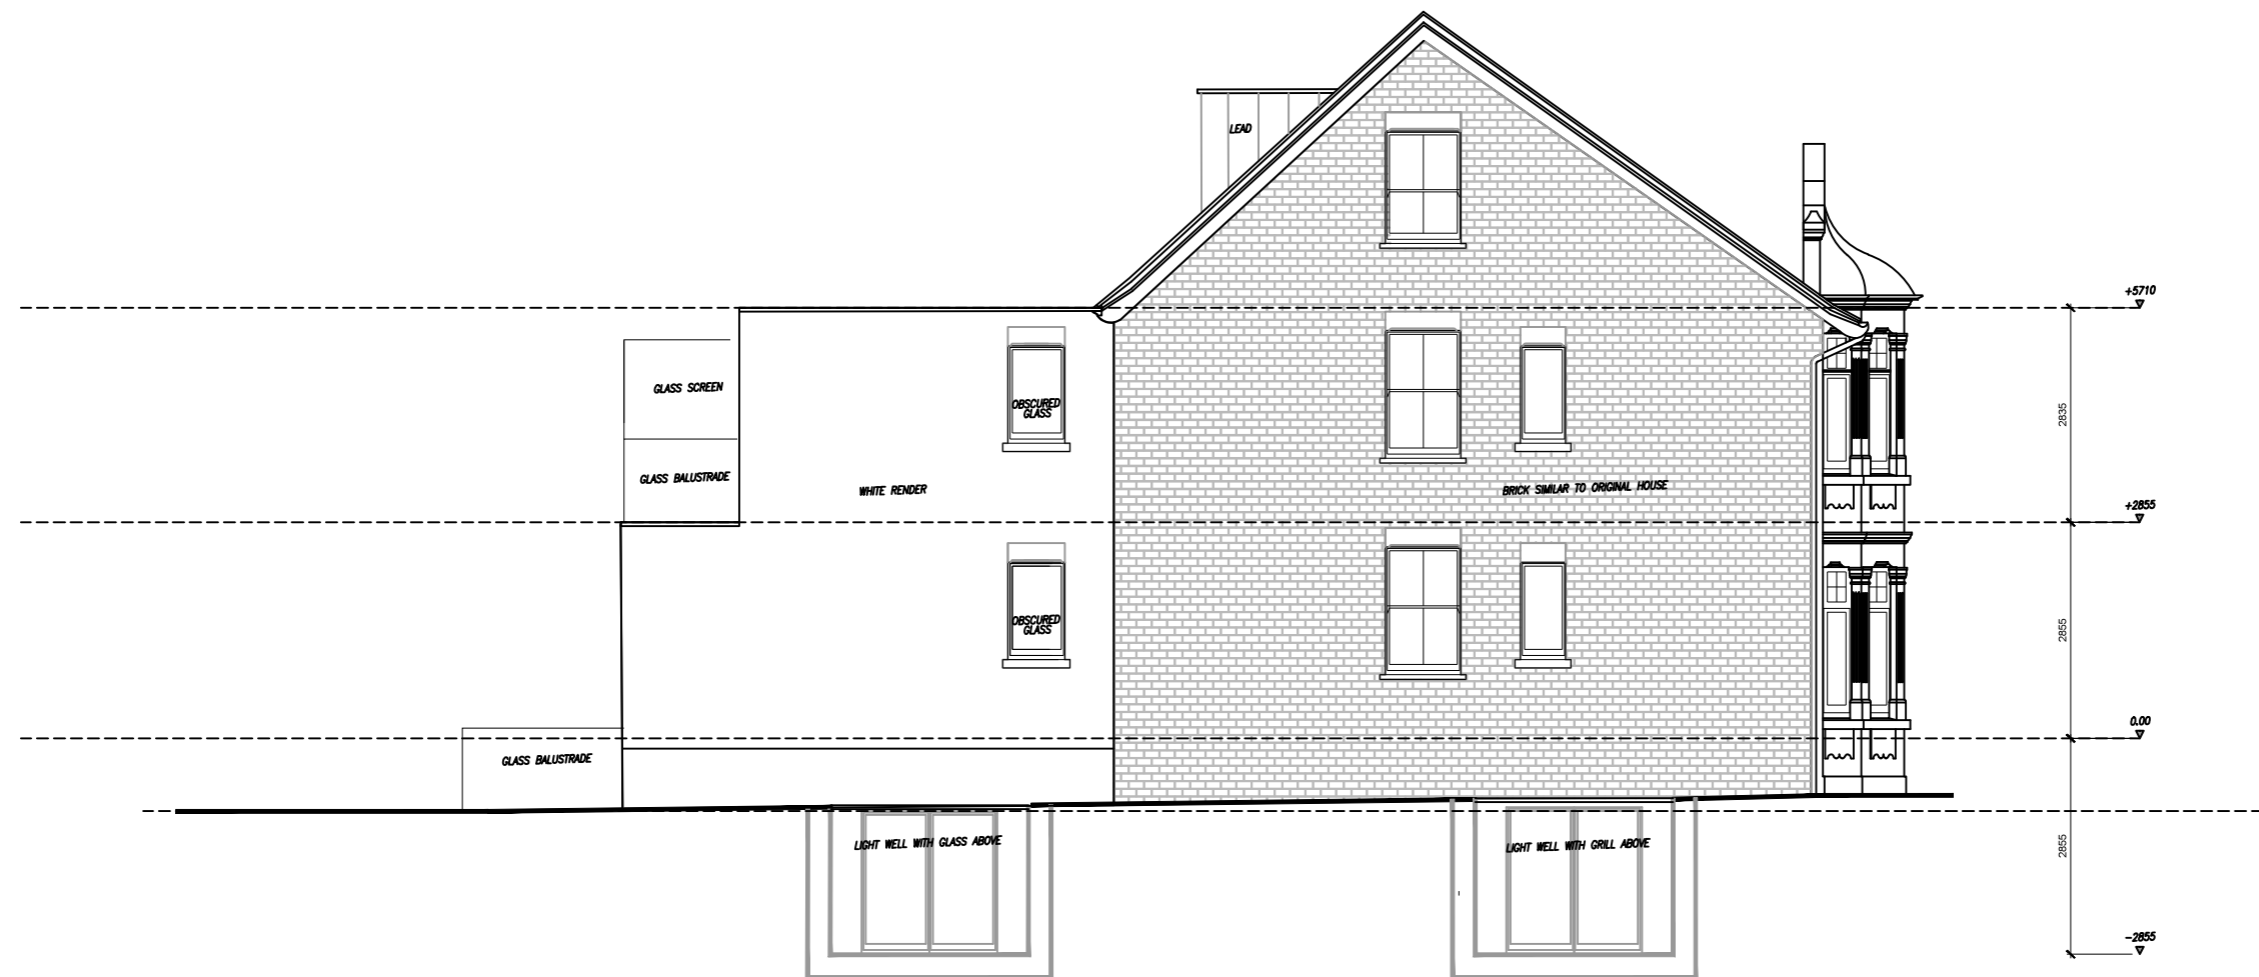 LEAD
+5710
GLASS SCREEN
OBSCURED
GLASS
2835
GLASS BALUSTRADE
WHITE RENDER
BRICK SIMILAR TO ORIGINAL HOUSE
+2855
OBSCURED
GLASS
2855
0.00
GLASS BALUSTRADE
LIGHT WELL WITH GLASS ABOVE
LIGHT WELL WITH GRILL ABOVE
2855
-2855